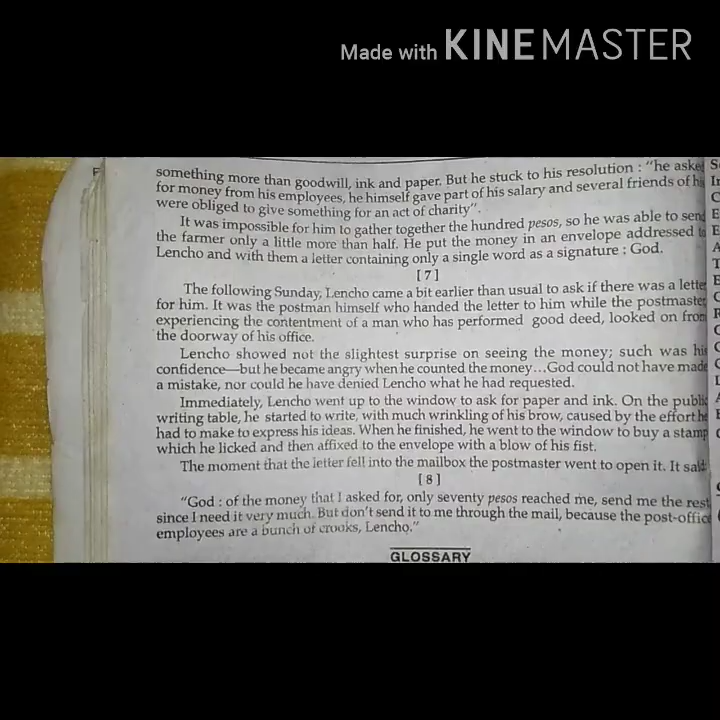 Made with KINEMASTER
something more than goodwill, ink and paper. But he stuck to his resolution : "he aske
for money from his employees, he himself gave part of his salary and several friends of hi
were obliged to give something for an act of charity".
It was impossible for him to gather together the hundred pesos, so he was able to send
the farmer only a little more than half. He put the money in an envelope addressed to
Lencho and with them a letter containing only a single word as a signature : God.
[7]
The following Sunday, Lencho came a bit earlier than usual to ask if there was a letter
for him. It was the postman himself who handed the letter to him while the postmaster
experiencing the contentment of a man who has performed good deed, looked on from
the doorway of his office.
Lencho showed not the slightest surprise on seeing the money; such was his
confidence—but he became angry when he counted the money...God could not have made
a mistake, nor could he have denied Lencho what he had requested.
Immediately, Lencho went up to the window to ask for paper and ink. On the public
writing table, he started to write, with much wrinkling of his brow, caused by the effort he
had to make to express his ideas. When he finished, he went to the window to buy a stamp
which he licked and then affixed to the envelope with a blow of his fist.
The moment that the letter fell into the mailbox the postmaster went to open it. It said:
[8]
"God : of the money that I asked for, only seventy pesos reached me, send me the rest
since I need it very much. But don't send it to me through the mail, because the post-office
employees are a bunch of crooks, Lencho."
GLOSSARY